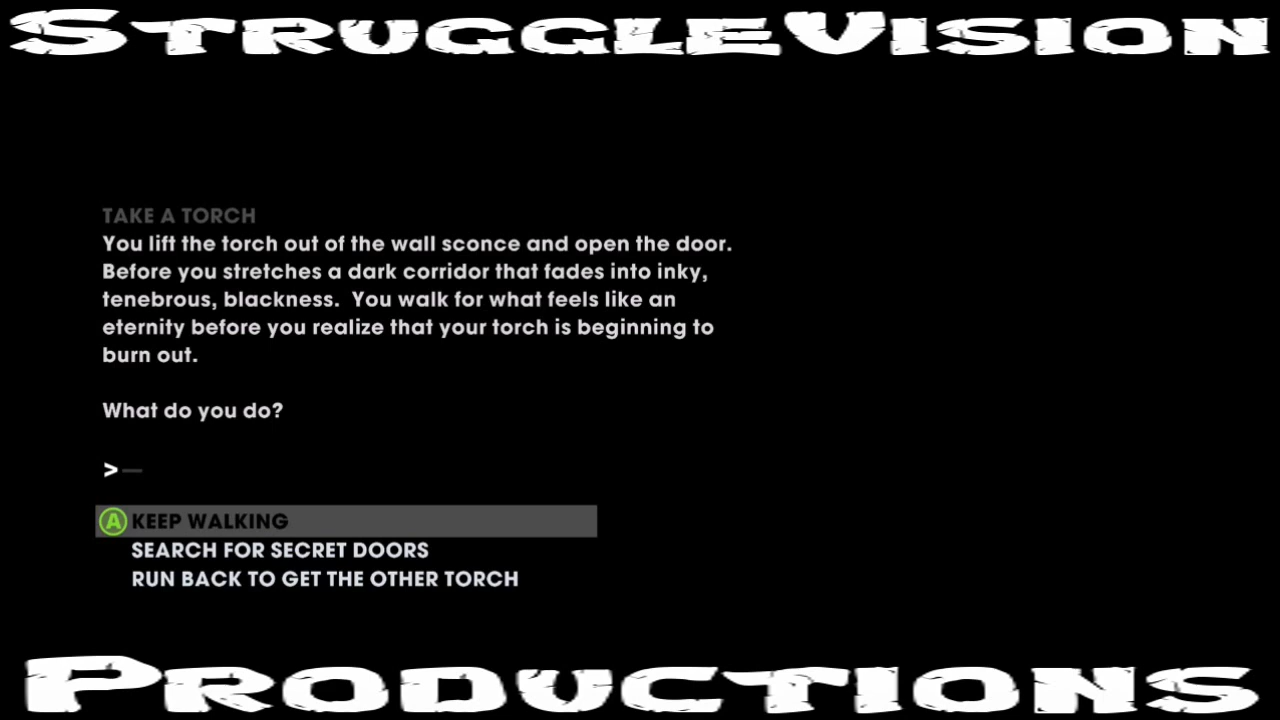 StruggleVision
TAKE A TORCH
You lift the torch out of the wall sconce and open the door.
Before you stretches a dark corridor that fades into inky,
tenebrous, blackness.  You walk for what feels like an
eternity before you realize that your torch is beginning to
burn out.
What do you do?
>—
A KEEP WALKING
SEARCH FOR SECRET DOORS
RUN BACK TO GET THE OTHER TORCH
Productions